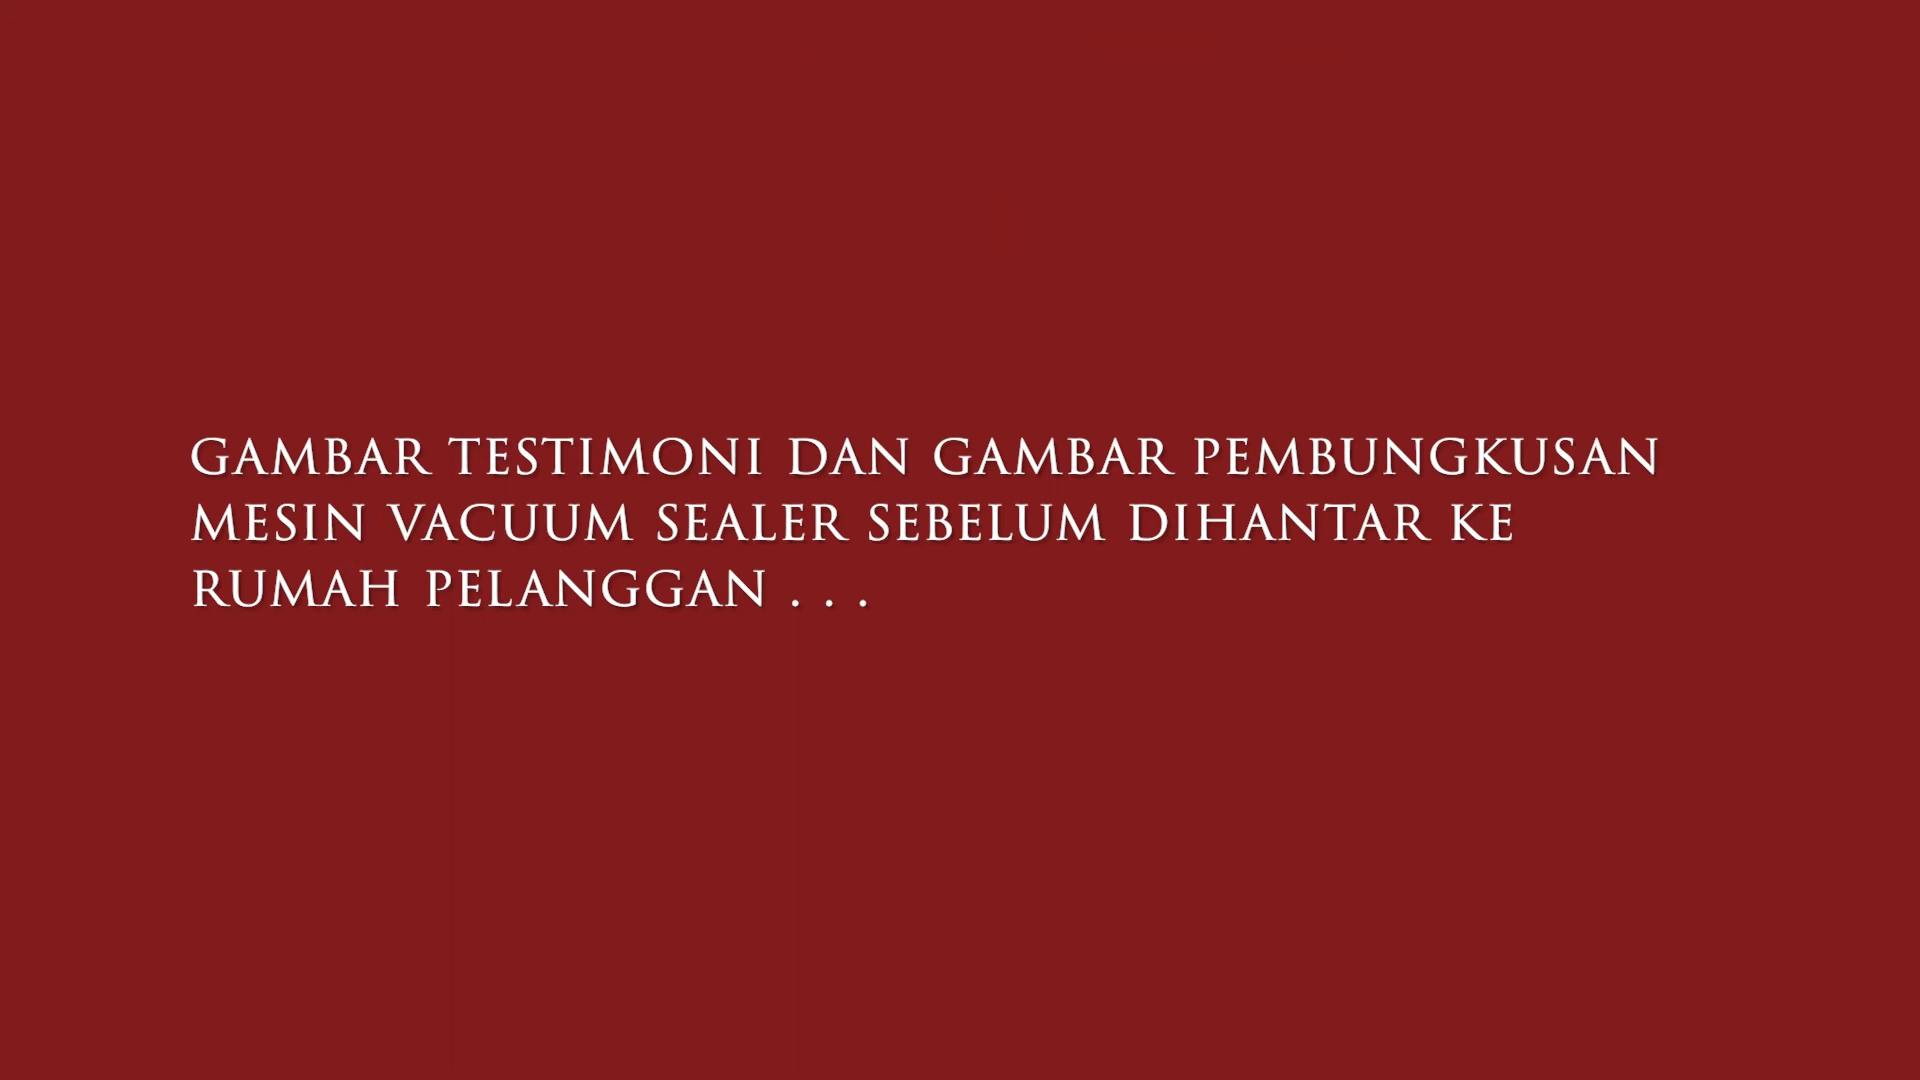 GAMBAR TESTIMONI DAN GAMBAR PEMBUNGKUSAN
MESIN VACUUM SEALER SEBELUM DIHANTAR KE
RUMAH PELANGGAN . . .